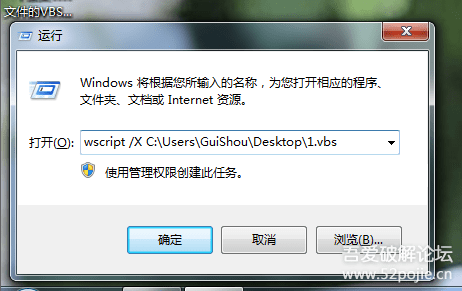 文件的VBS...
运行
Windows 将根据您所输入的名称，为您打开相应的程序、
文件夹、文档或 Internet 资源。
打开(O):
wscript /X C:\Users\GuiShou\Desktop\1.vbs
使用管理权限创建此任务。
确定
取消
浏览(B)...
吾爱破解论坛
www.52pojie.cn